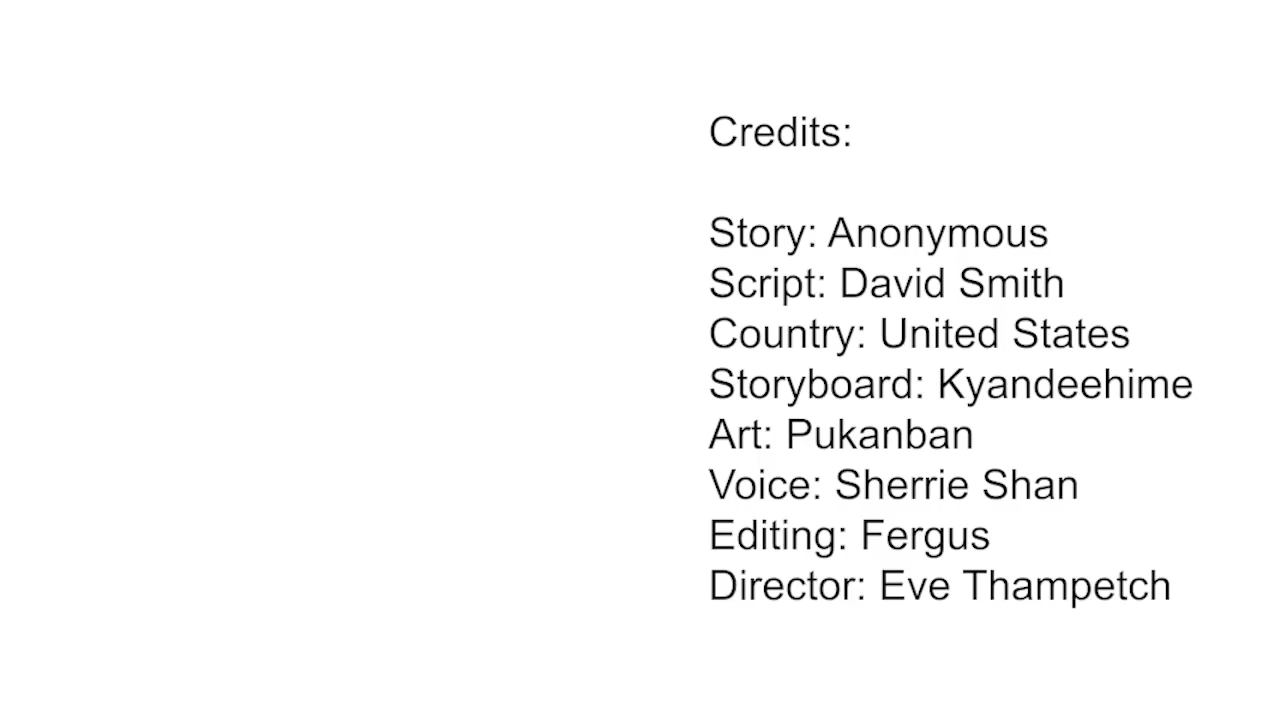 Credits:
Story: Anonymous
Script: David Smith
Country: United States
Storyboard: Kyandeehime
Art: Pukanban
Voice: Sherrie Shan
Editing: Fergus
Director: Eve Thampetch